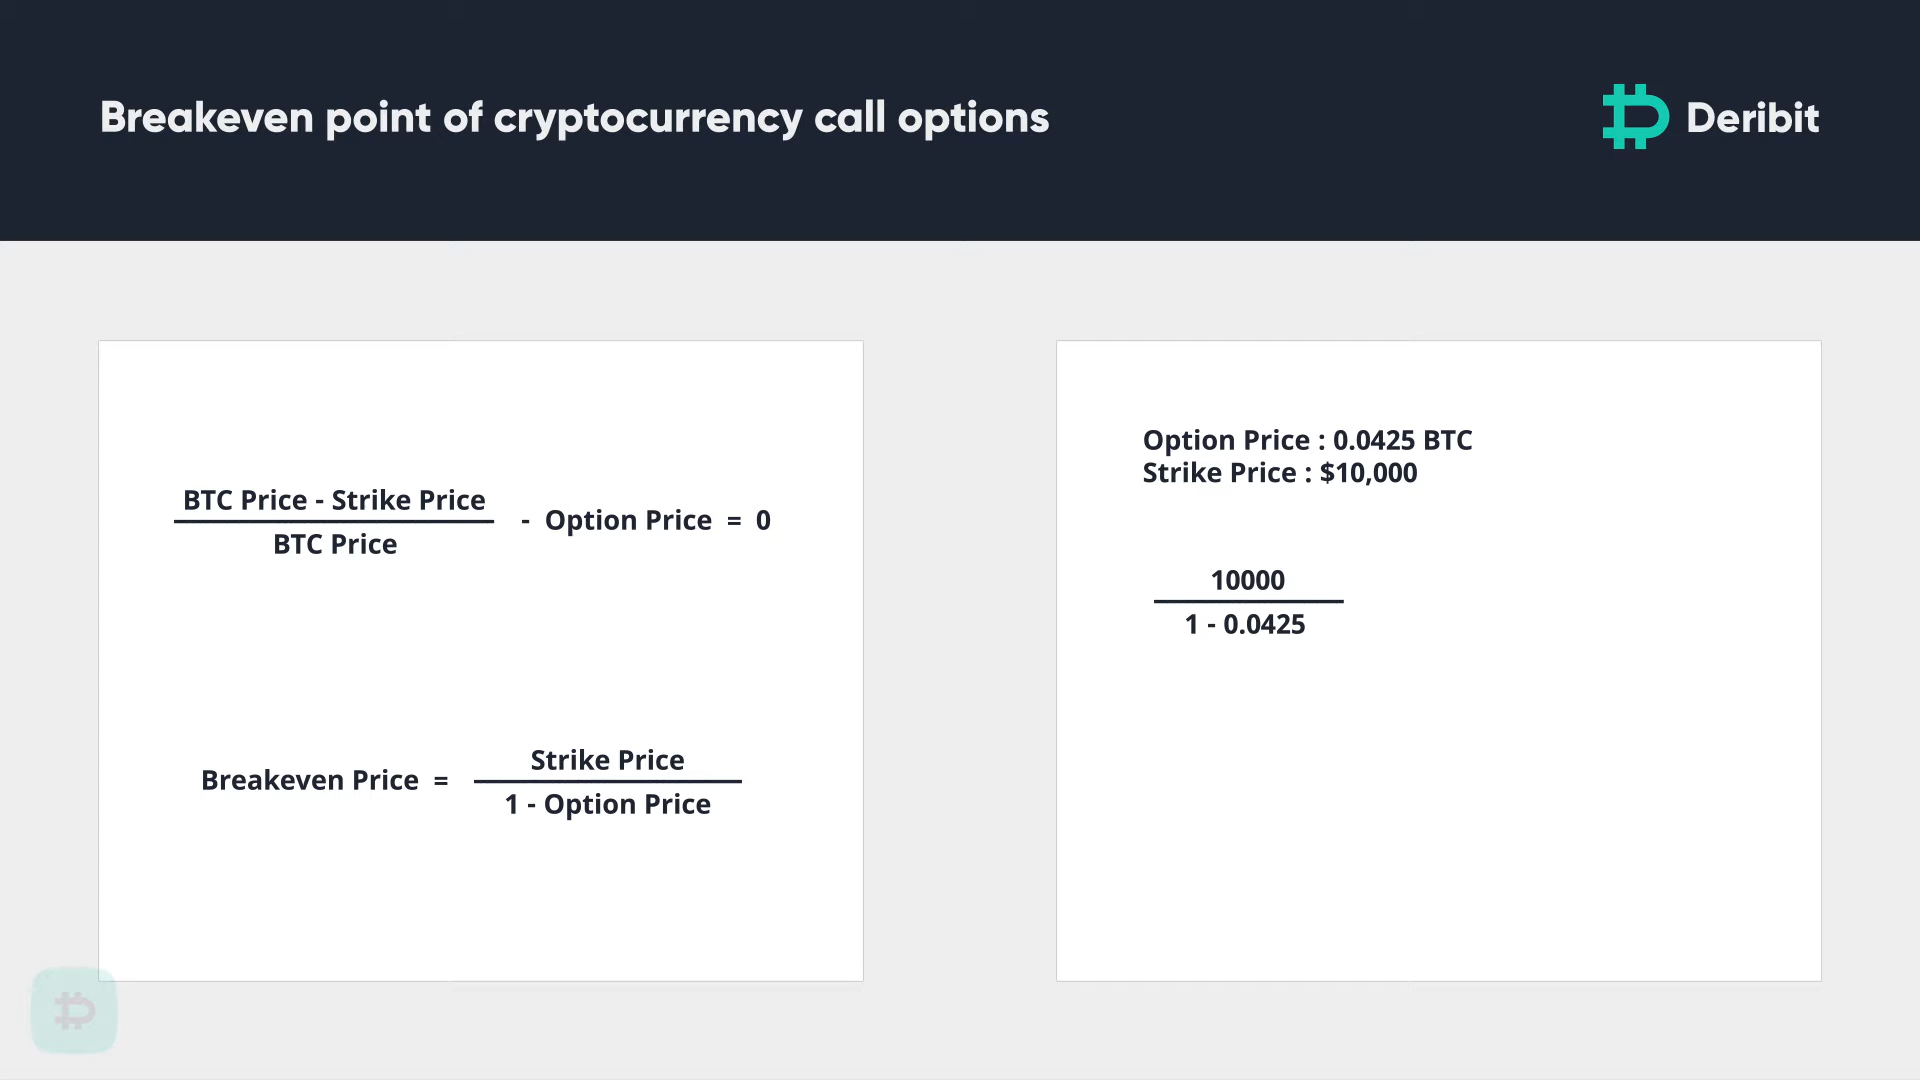 Breakeven point of cryptocurrency call options
Deribit
BTC Price - Strike Price
BTC Price
- Option Price = 0
Breakeven Price =
Strike Price
1 - Option Price
Option Price : 0.0425 BTC
Strike Price : $10,000
10000
1 - 0.0425